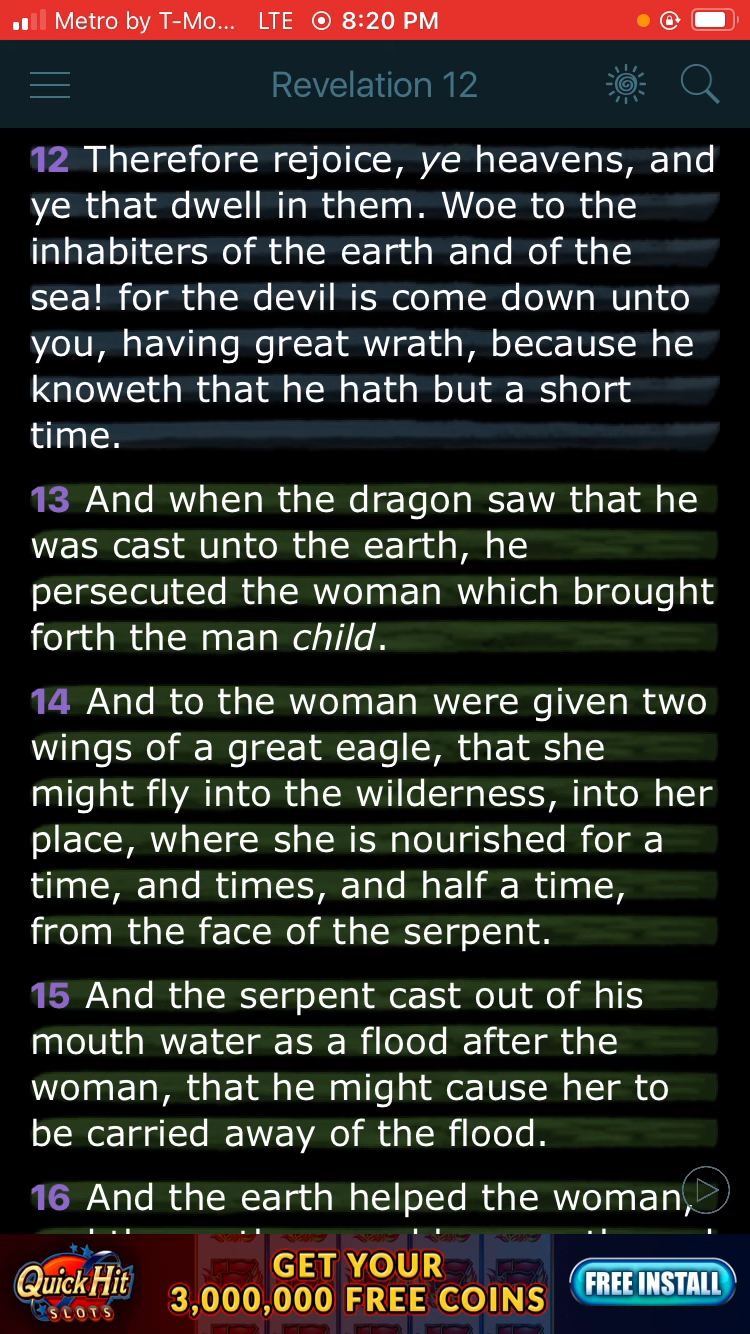 Metro by T-Mo... LTE 8:20 PM
Revelation 12
12 Therefore rejoice, ye heavens, and
ye that dwell in them. Woe to the
inhabiters of the earth and of the
sea! for the devil is come down unto
you, having great wrath, because he
knoweth that he hath but a short
time.
13 And when the dragon saw that he
was cast unto the earth, he
persecuted the woman which brought
forth the man child.
14 And to the woman were given two
wings of a great eagle, that she
might fly into the wilderness, into her
place, where she is nourished for a
time, and times, and half a time,
from the face of the serpent.
15 And the serpent cast out of his
mouth water as a flood after the
woman, that he might cause her to
be carried away of the flood.
16 And the earth helped the woman,
Quick Hit
SLOTS
GET YOUR
3,000,000 FREE COINS
FREE INSTALL